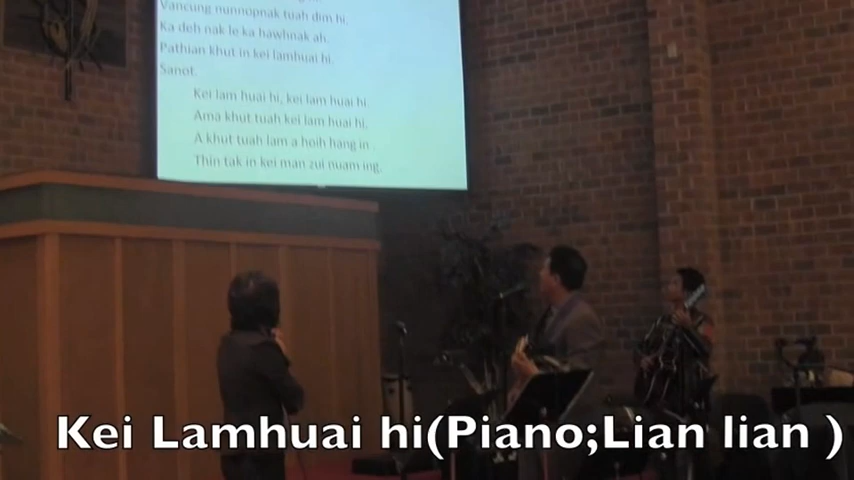 Vancung nunnopnak tuah dim hi.
Ka deh nak le ka hawhnak ah.
Pathian khut in kei lamhuai hi.
Sanot.
Kei lam huai hi, kei lam huai hi.
Ama khut tuah kei lam huai hi.
A khut tuah lam a hoih hang in.
Thin tak in kei man zui nuam ing.
Kei Lamhuai hi(Piano;Lian lian )